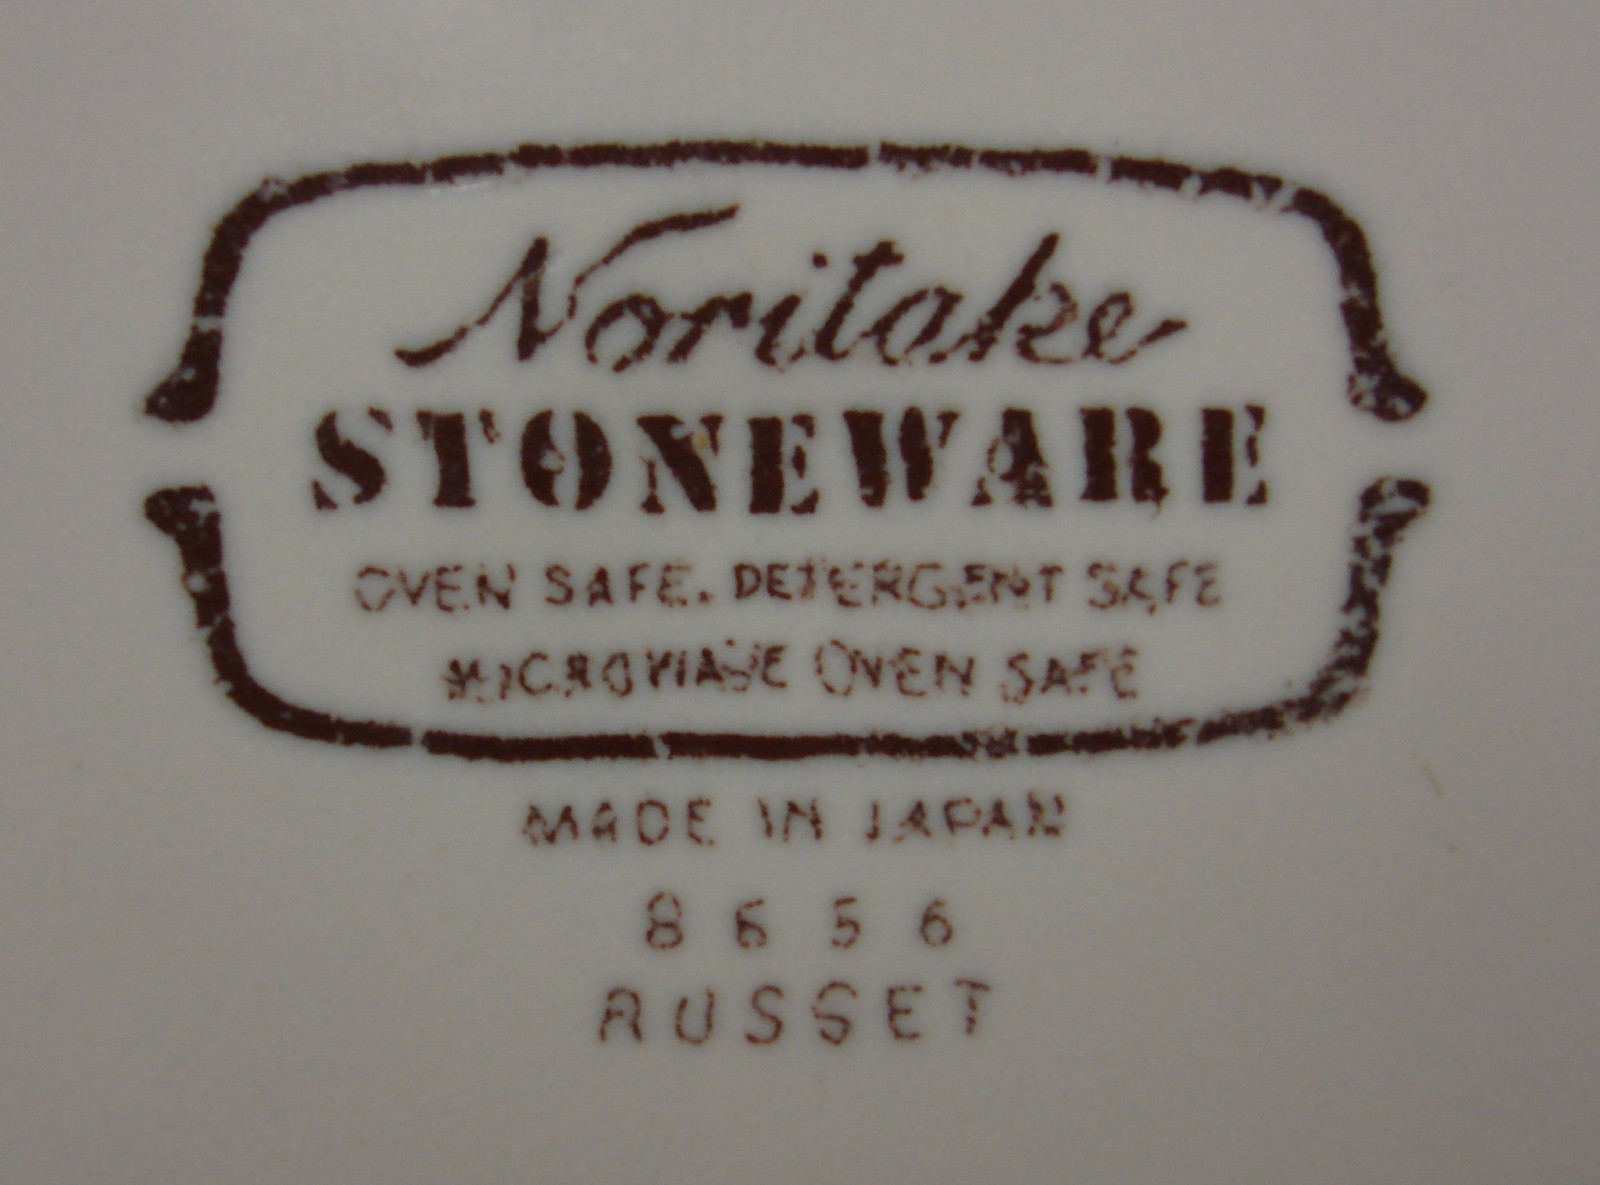 Noritake
STONEWARE
OVEN SAFE. DETERGENT SAFE
MICROWAVE OVEN SAFE
MADE IN JAPAN
8656
RUSSET